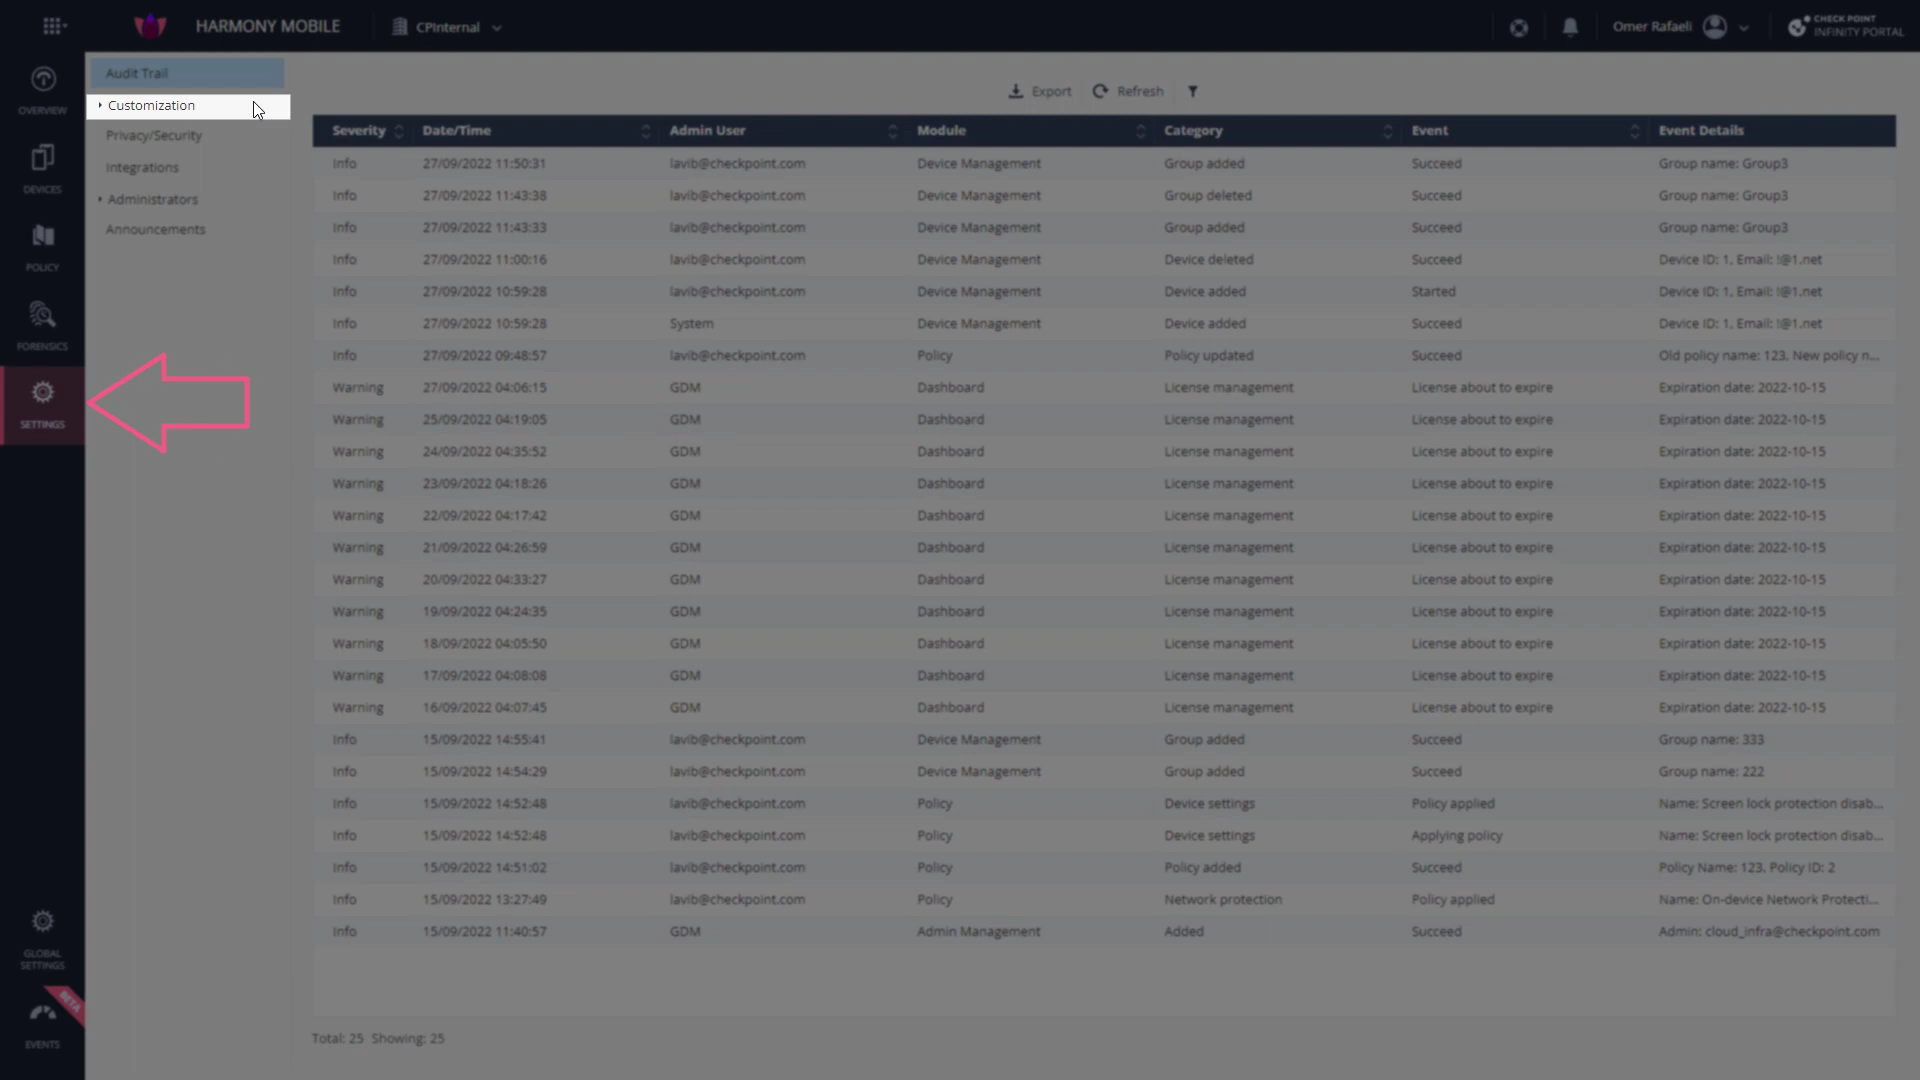 HARMONY MOBILE
CPInternal
Omer Rafaeli
CHECK POINT
INFINITY PORTAL
OVERVIEW
DEVICES
POLICY
FORENSICS
SETTINGS
GLOBAL
SETTINGS
BETA
EVENTS
Audit Trail
Customization
Privacy/Security
Integrations
Administrators
Announcements
Export Refresh
Severity Date/Time Admin User Module Category Event Event Details
Info 27/09/2022 11:50:31 lavib@checkpoint.com Device Management Group added Succeed Group name: Group3
Info 27/09/2022 11:43:38 lavib@checkpoint.com Device Management Group deleted Succeed Group name: Group3
Info 27/09/2022 11:43:33 lavib@checkpoint.com Device Management Group added Succeed Group name: Group3
Info 27/09/2022 11:00:16 lavib@checkpoint.com Device Management Device deleted Succeed Device ID: 1, Email: !@1.net
Info 27/09/2022 10:59:28 lavib@checkpoint.com Device Management Device added Started Device ID: 1, Email: !@1.net
Info 27/09/2022 10:59:28 System Device Management Device added Succeed Device ID: 1, Email: !@1.net
Info 27/09/2022 09:48:57 lavib@checkpoint.com Policy Policy updated Succeed Old policy name: 123, New policy n...
Warning 27/09/2022 04:06:15 GDM Dashboard License management License about to expire Expiration date: 2022-10-15
Warning 25/09/2022 04:19:05 GDM Dashboard License management License about to expire Expiration date: 2022-10-15
Warning 24/09/2022 04:35:52 GDM Dashboard License management License about to expire Expiration date: 2022-10-15
Warning 23/09/2022 04:18:26 GDM Dashboard License management License about to expire Expiration date: 2022-10-15
Warning 22/09/2022 04:17:42 GDM Dashboard License management License about to expire Expiration date: 2022-10-15
Warning 21/09/2022 04:26:59 GDM Dashboard License management License about to expire Expiration date: 2022-10-15
Warning 20/09/2022 04:33:27 GDM Dashboard License management License about to expire Expiration date: 2022-10-15
Warning 19/09/2022 04:24:35 GDM Dashboard License management License about to expire Expiration date: 2022-10-15
Warning 18/09/2022 04:05:50 GDM Dashboard License management License about to expire Expiration date: 2022-10-15
Warning 17/09/2022 04:08:08 GDM Dashboard License management License about to expire Expiration date: 2022-10-15
Warning 16/09/2022 04:07:45 GDM Dashboard License management License about to expire Expiration date: 2022-10-15
Info 15/09/2022 14:55:41 lavib@checkpoint.com Device Management Group added Succeed Group name: 333
Info 15/09/2022 14:54:29 lavib@checkpoint.com Device Management Group added Succeed Group name: 222
Info 15/09/2022 14:52:48 lavib@checkpoint.com Policy Device settings Policy applied Name: Screen lock protection disab...
Info 15/09/2022 14:52:48 lavib@checkpoint.com Policy Device settings Applying policy Name: Screen lock protection disab...
Info 15/09/2022 14:51:02 lavib@checkpoint.com Policy Policy added Succeed Policy Name: 123, Policy ID: 2
Info 15/09/2022 13:27:49 lavib@checkpoint.com Policy Network protection Policy applied Name: On-device Network Protecti...
Info 15/09/2022 11:40:57 GDM Admin Management Added Succeed Admin: cloud_infra@checkpoint.com
Total: 25 Showing: 25